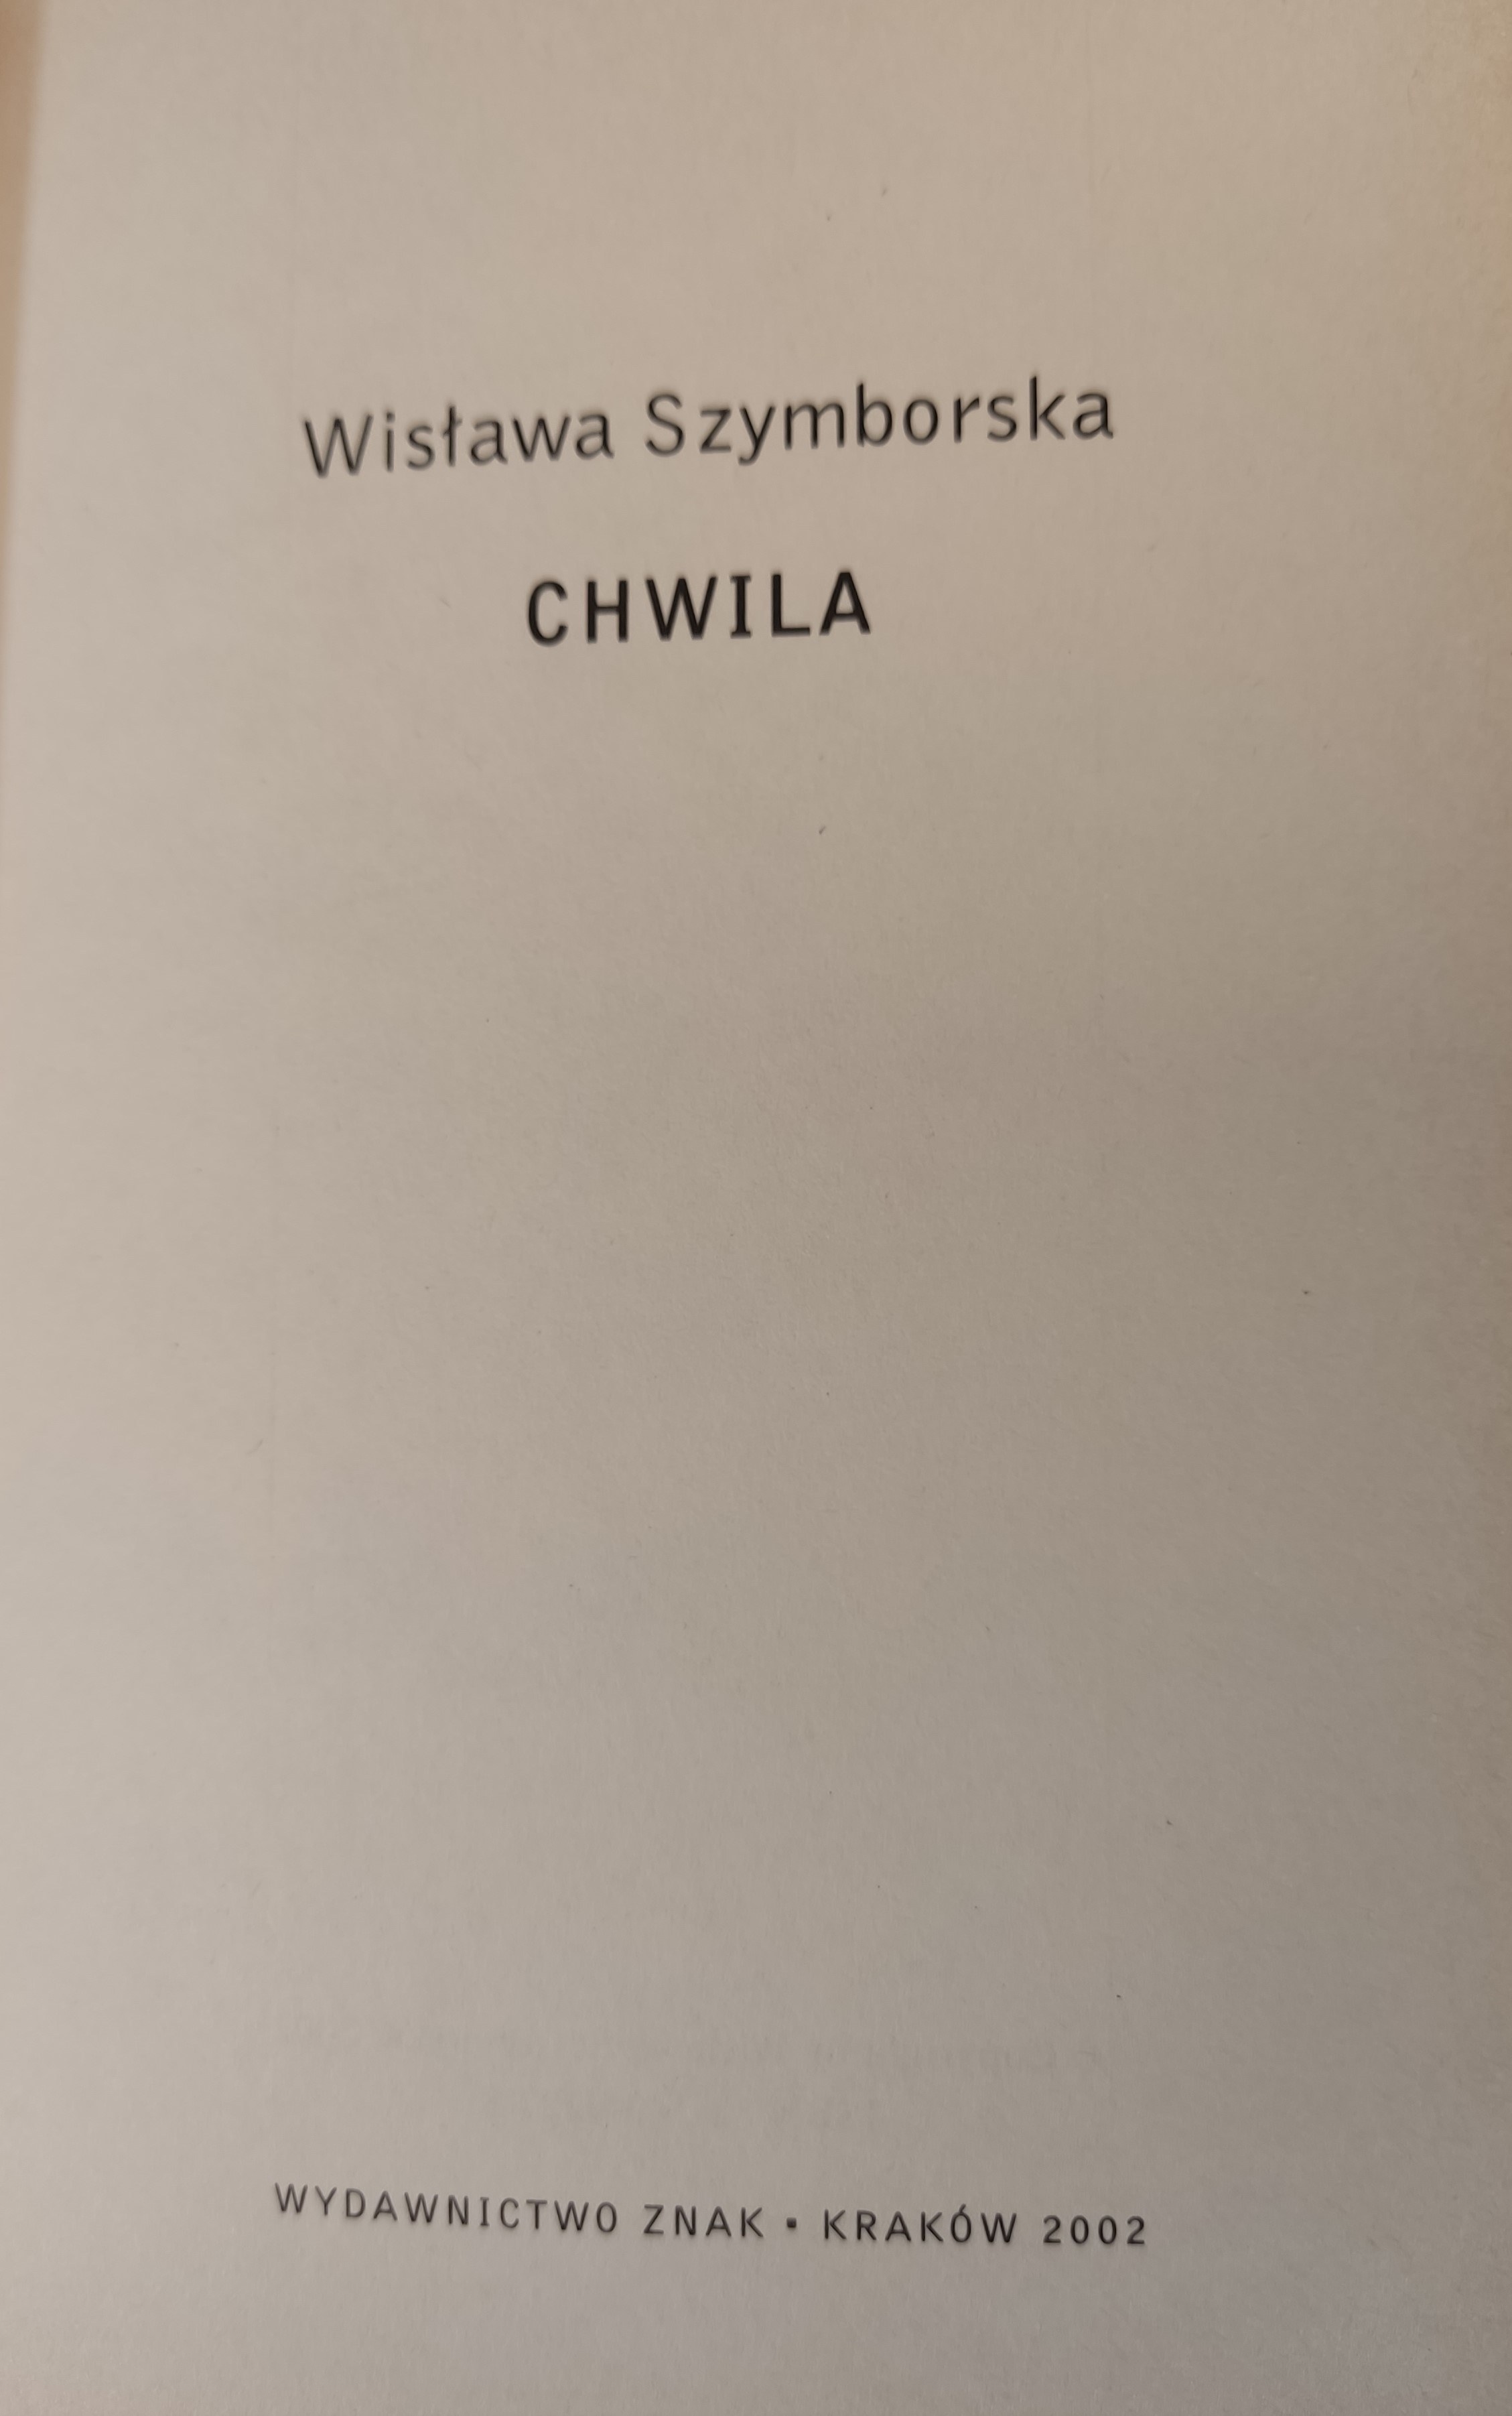 Wisława Szymborska
CHWILA
WYDAWNICTWO ZNAK ▪ KRAKÓW 2002